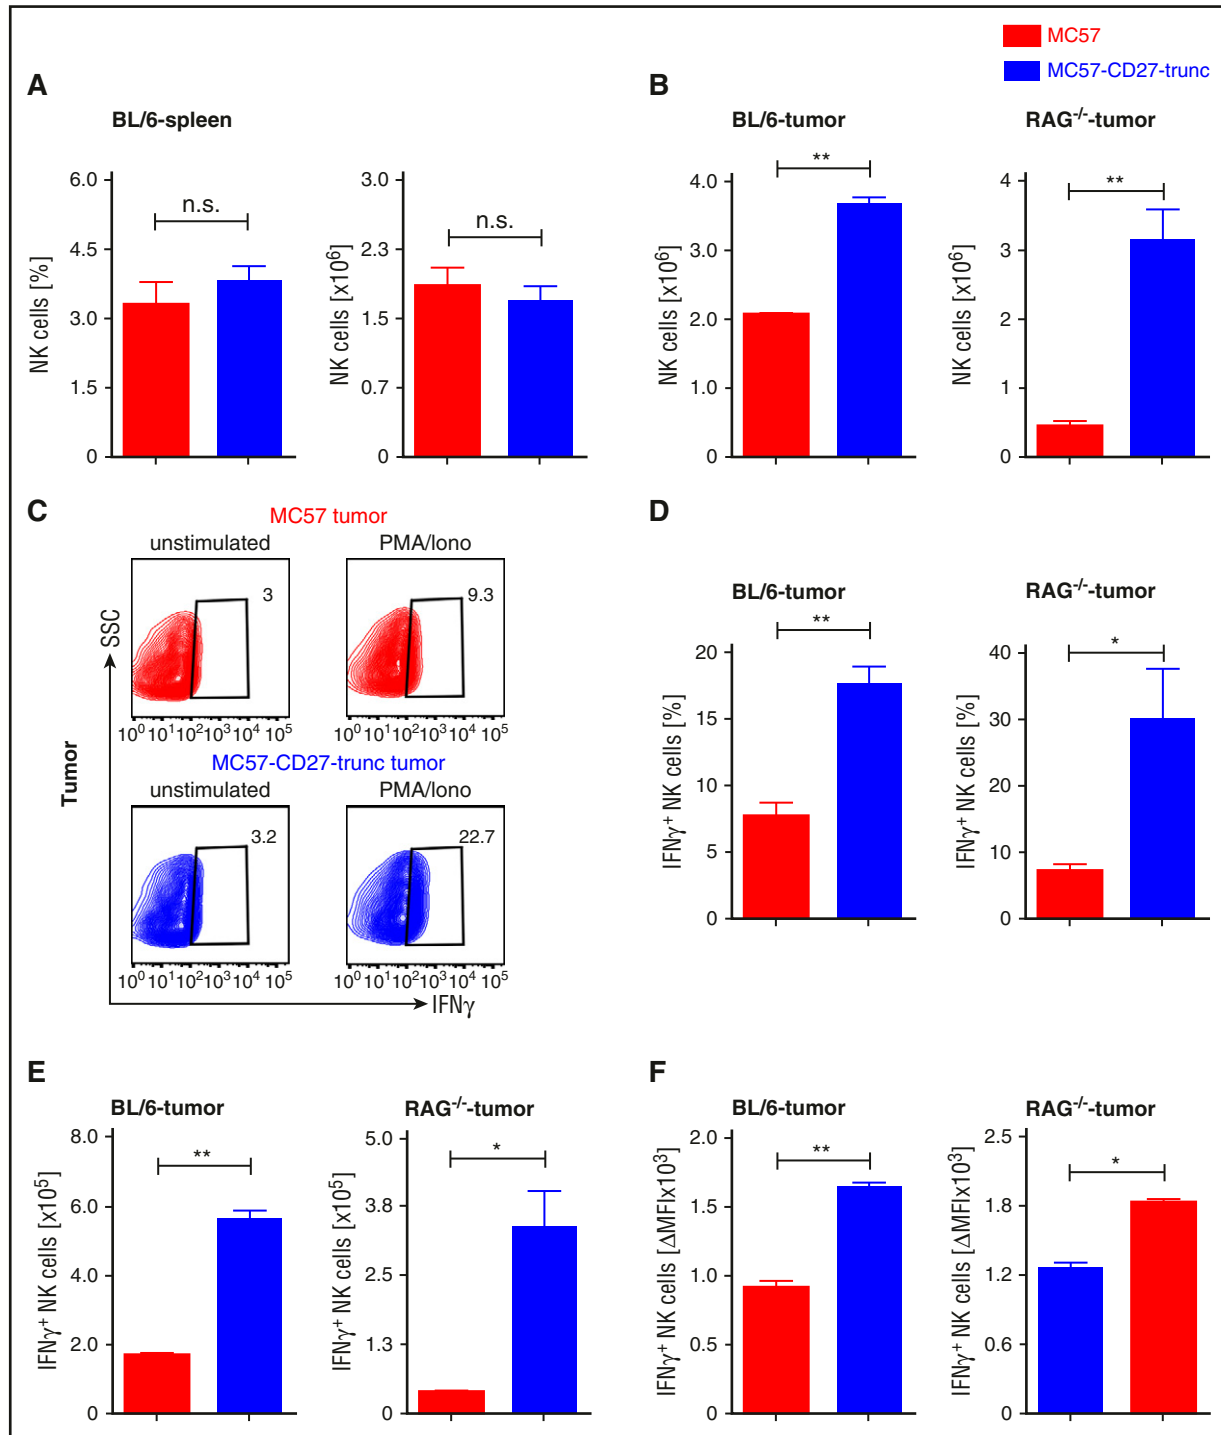 MC57
MC57-CD27-trunc
A
BL/6-spleen
NK cells [%]
6.0
4.5
3.0
1.5
0
n.s.
NK cells [x10⁶]
3.0
2.3
1.5
0.7
0
n.s.
B
BL/6-tumor
NK cells [x10⁶]
4.0
3.0
2.0
1.0
0
**
RAG⁻/⁻-tumor
NK cells [x10⁶]
4
3
2
1
0
**
C
MC57 tumor
unstimulated
PMA/Iono
3
9.3
SSC
10⁰ 10¹ 10² 10³ 10⁴ 10⁵
10⁰ 10¹ 10² 10³ 10⁴ 10⁵
MC57-CD27-trunc tumor
unstimulated
PMA/Iono
3.2
22.7
Tumor
10⁰ 10¹ 10² 10³ 10⁴ 10⁵
10⁰ 10¹ 10² 10³ 10⁴ 10⁵
IFNγ
D
BL/6-tumor
IFNγ⁺ NK cells [%]
20
15
10
5
0
**
RAG⁻/⁻-tumor
IFNγ⁺ NK cells [%]
40
30
20
10
0
*
E
BL/6-tumor
IFNγ⁺ NK cells [x10⁵]
8.0
6.0
4.0
2.0
0
**
RAG⁻/⁻-tumor
IFNγ⁺ NK cells [x10⁵]
5.0
3.8
2.5
1.3
0
*
F
BL/6-tumor
IFNγ⁺ NK cells [ΔMFIx10³]
2.0
1.5
1.0
0.5
0
**
RAG⁻/⁻-tumor
IFNγ⁺ NK cells [ΔMFIx10³]
2.5
1.8
1.2
0.6
0
*